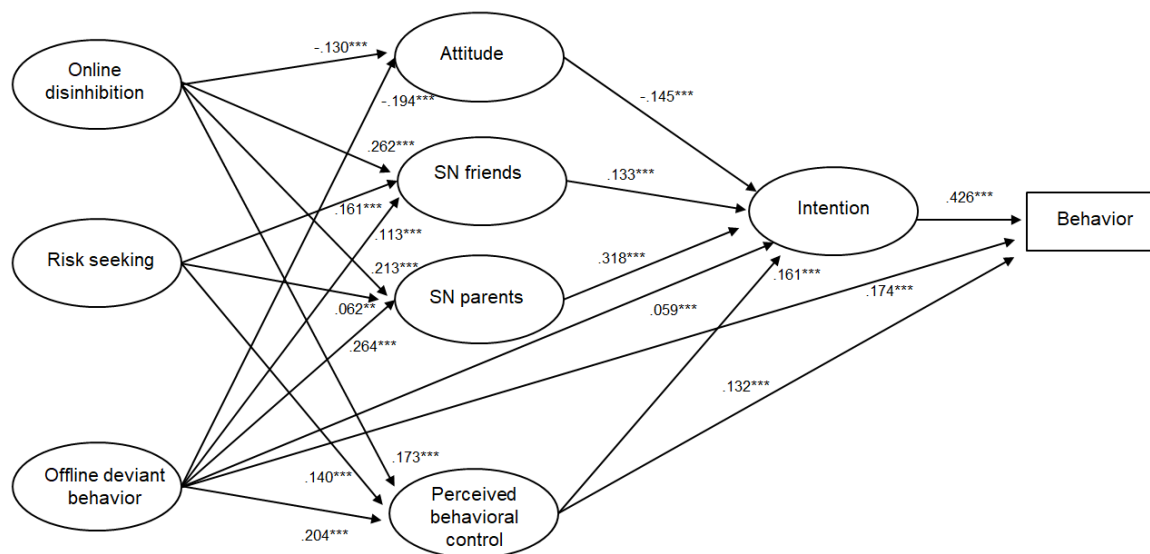 Attitude
-.130***
Online
disinhibition
-.194***
-.145***
.262***
SN friends
.133***
.161***
Intention
.426***
Behavior
.113***
Risk seeking
.213***
.318***
.161***
SN parents
.062**
.174***
.059***
.264***
.132***
Offline deviant
behavior
.173***
.140***
Perceived
behavioral
control
.204***